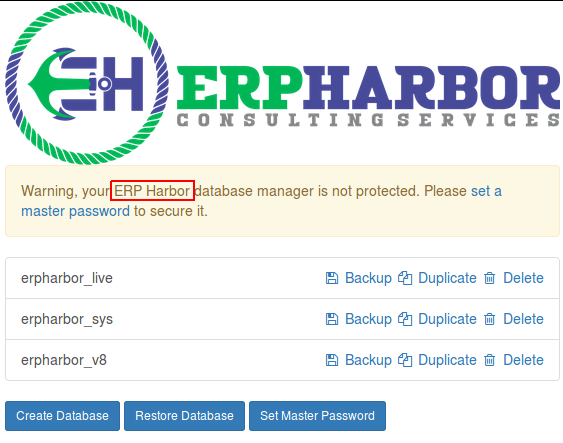 EH ERPHARBOR
CONSULTING SERVICES
Warning, your ERP Harbor database manager is not protected. Please set a
master password to secure it.
erpharbor_live Backup Duplicate Delete
erpharbor_sys Backup Duplicate Delete
erpharbor_v8 Backup Duplicate Delete
Create Database Restore Database Set Master Password